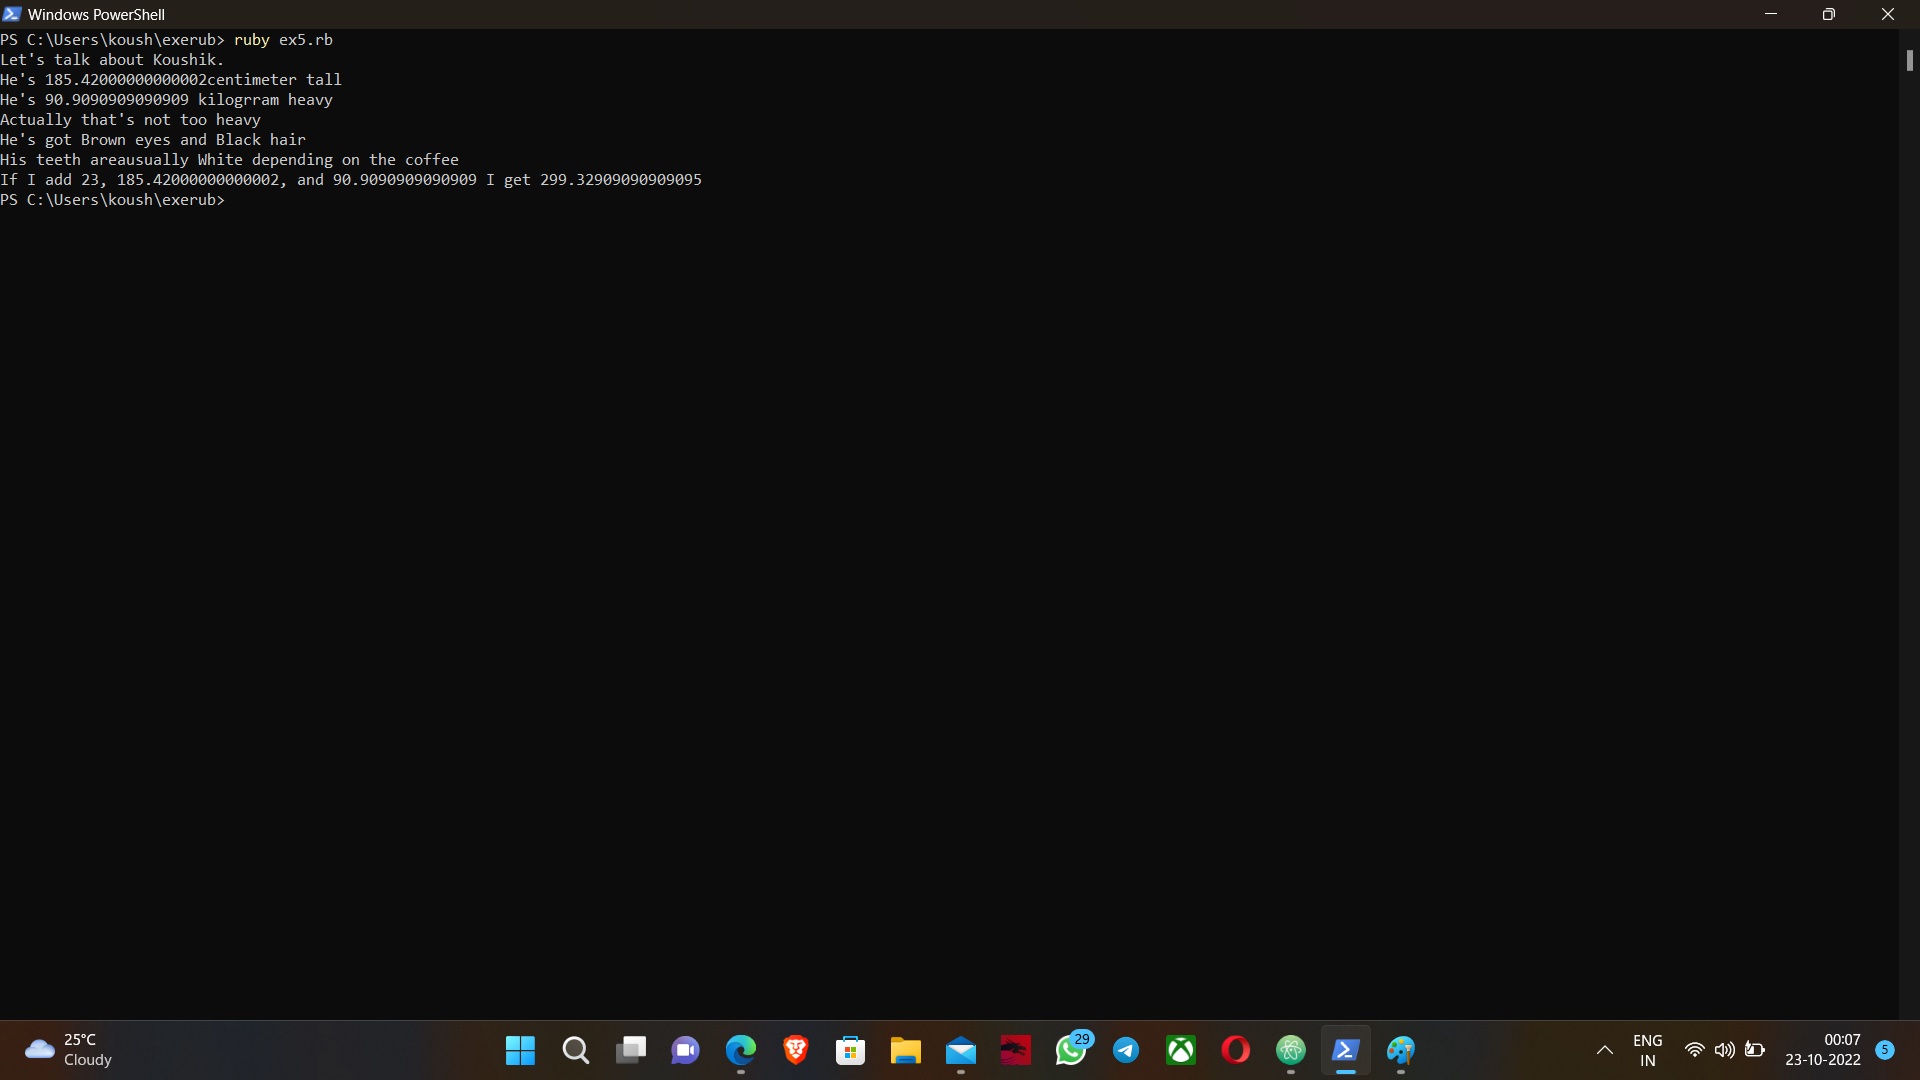 Windows PowerShell
PS C:\Users\koush\exerub> ruby ex5.rb
Let's talk about Koushik.
He's 185.42000000000002centimeter tall
He's 90.9090909090909 kilogrram heavy
Actually that's not too heavy
He's got Brown eyes and Black hair
His teeth areausually White depending on the coffee
If I add 23, 185.42000000000002, and 90.9090909090909 I get 299.32909090909095
PS C:\Users\koush\exerub>
25°C
Cloudy
29
ENG
IN
00:07
23-10-2022
5